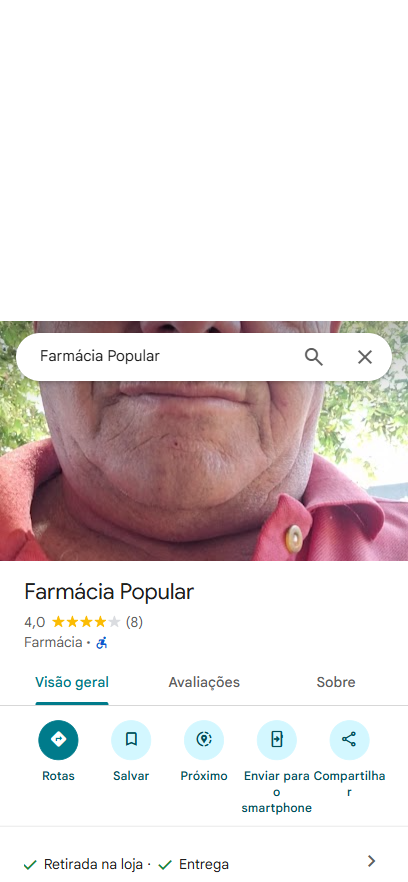 Farmácia Popular
Farmácia Popular
4,0 (8)
Farmácia ·
Visão geral Avaliações Sobre
Rotas Salvar Próximo Enviar para o smartphone Compartilhar
Retirada na loja · Entrega